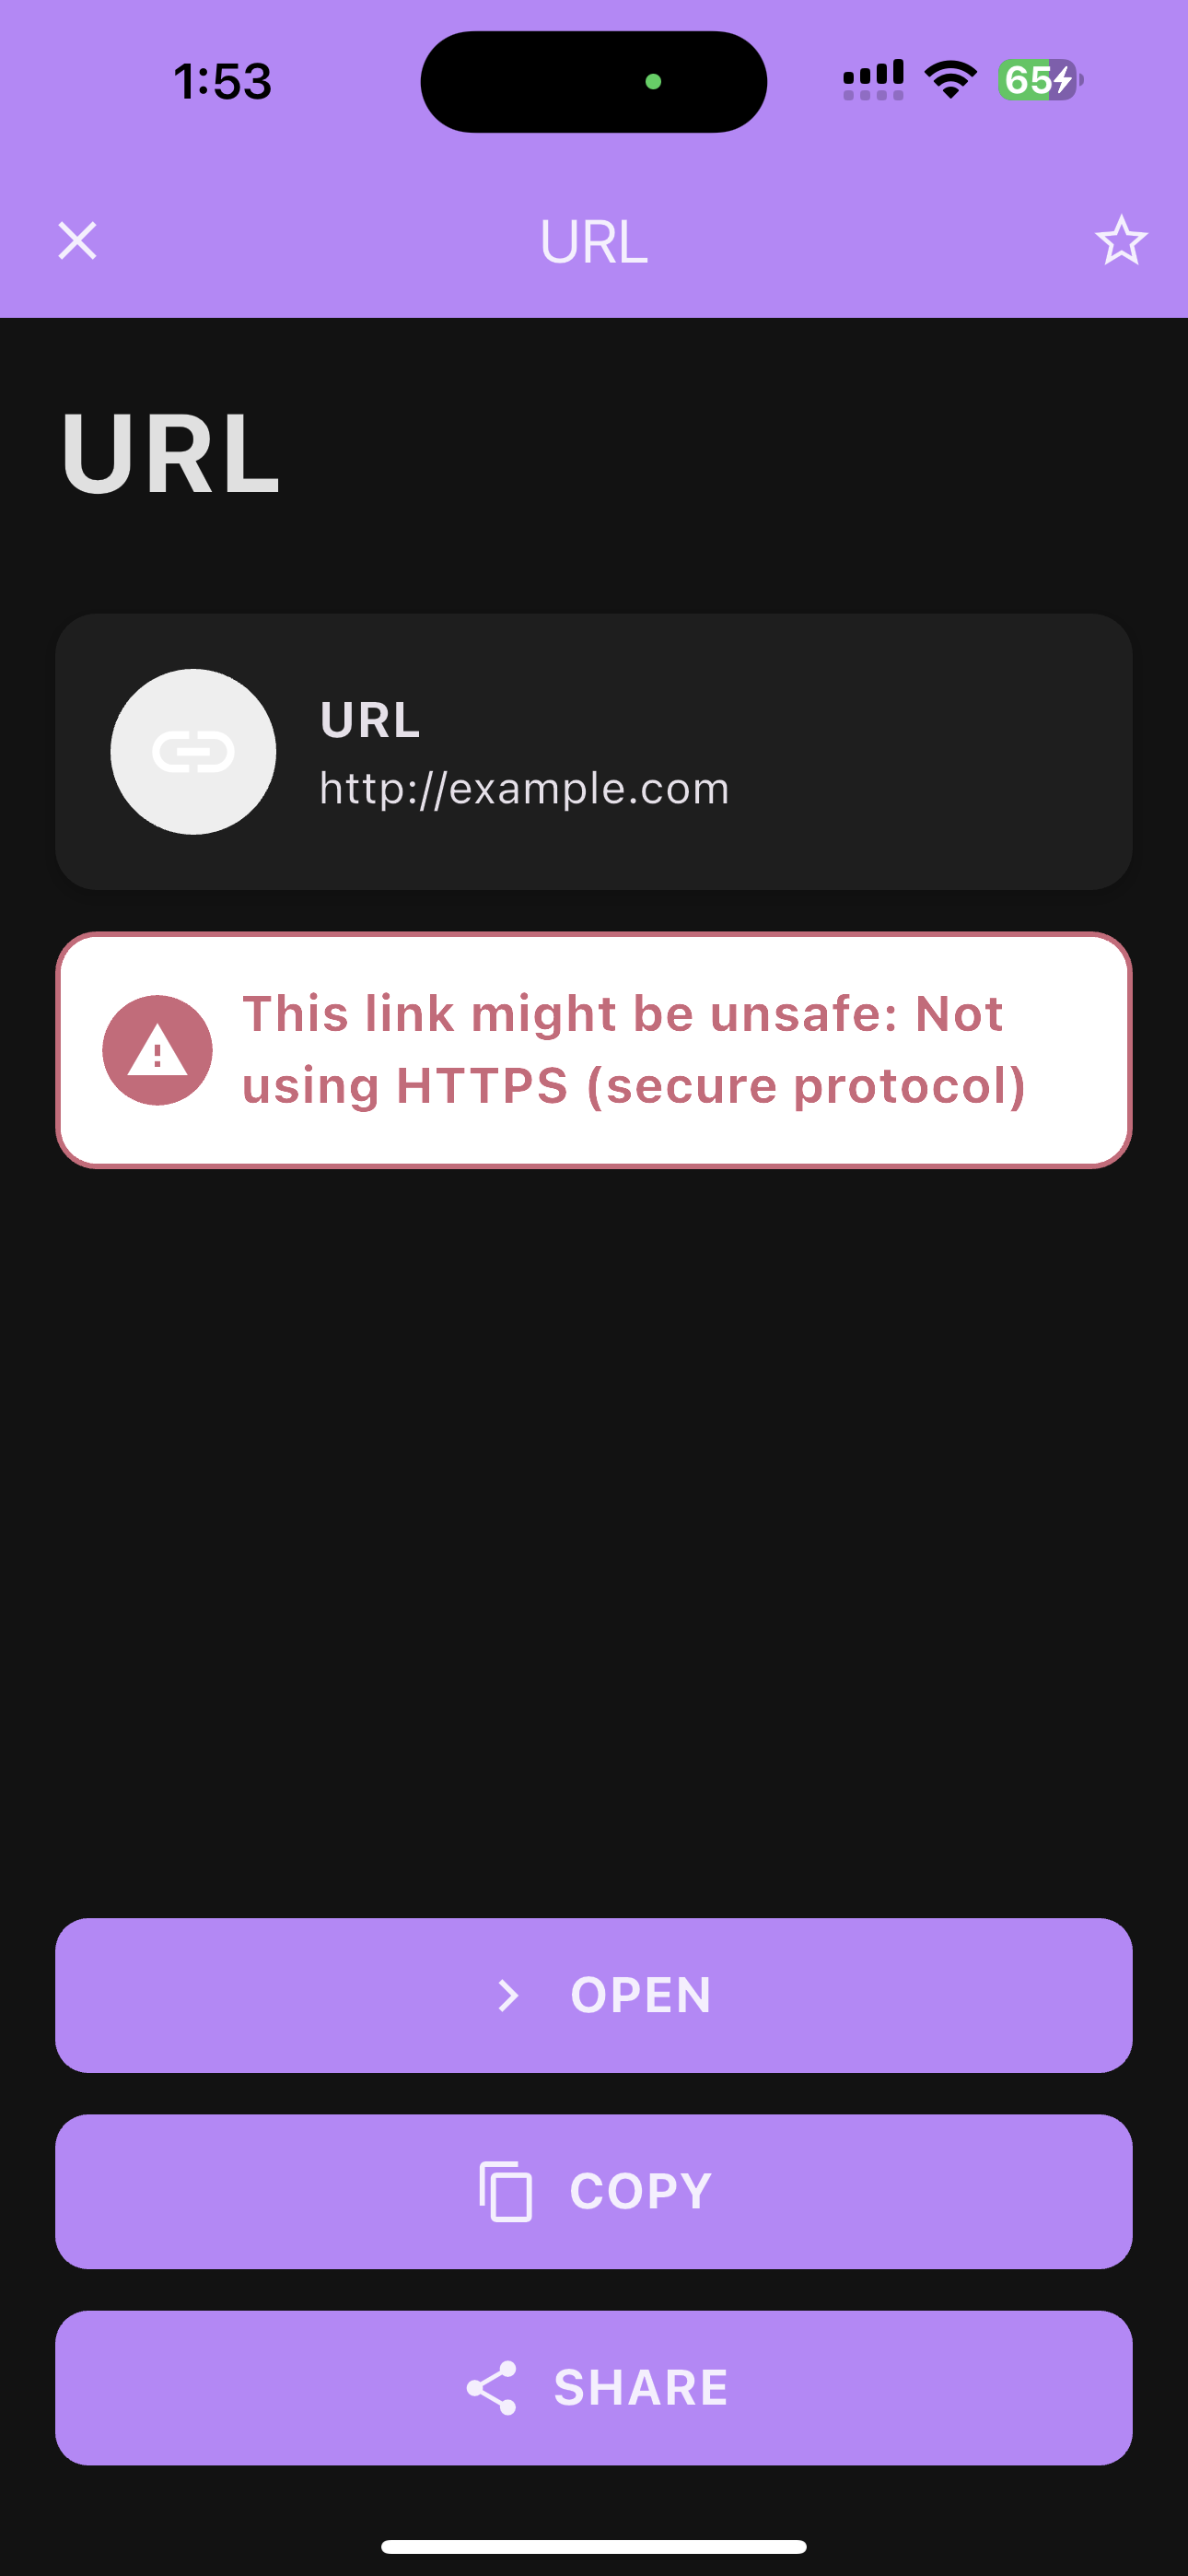 1:53
65
URL
URL
URL
http://example.com
This link might be unsafe: Not
using HTTPS (secure protocol)
OPEN
COPY
SHARE